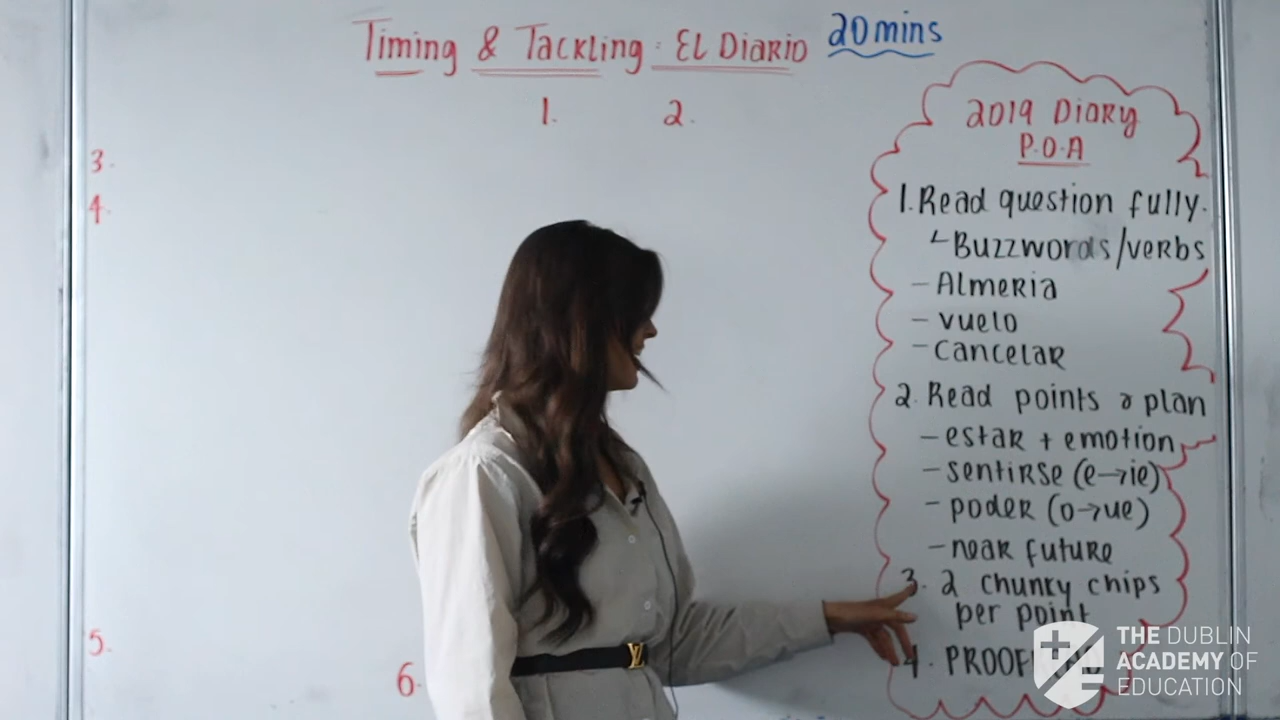 Timing & Tackling: El Diario 20 mins
1. 2.
3.
4.
5.
6.
2019 Diary
P.O.A
1. Read question fully.
Buzzwords/verbs
- Almeria
- vuelo
- cancelar
2. Read points & plan
- estar + emotion
- sentirse (e→ie)
- poder (o→ue)
- near future
3. 2 chunky chips
per point
4.
THE DUBLIN
ACADEMY OF
EDUCATION